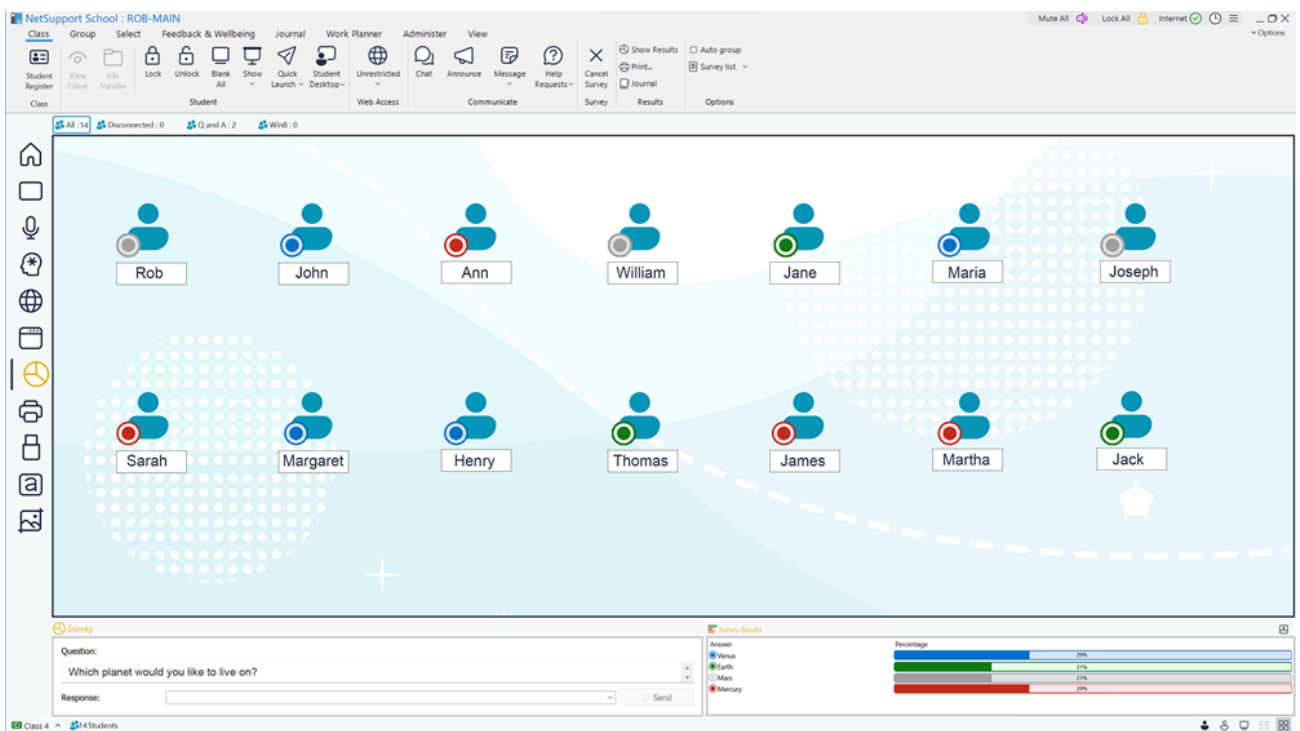 NetSupport School : ROB-MAIN
Mute All
Lock All
Internet
Class Group Select Feedback & Wellbeing Journal Work Planner Administer View
Options
Student Register
View Client
File Transfer
Lock
Unlock
Blank All
Show
Quick Launch
Student Desktop
Unrestricted
Chat
Announce
Message
Help Requests
Cancel Survey
Show Results
Print...
Journal
Auto group
Survey list
Class Student Web Access Communicate Survey Results Options
All : 14 Disconnected : 0 Q and A : 2 Win8 : 0
Rob John Ann William Jane Maria Joseph
Sarah Margaret Henry Thomas James Martha Jack
Survey
Question:
Which planet would you like to live on?
Response:
Send
Survey Results
Answer Percentage
Venus 29%
Earth 21%
Mars 21%
Mercury 29%
Class 4 14 Students